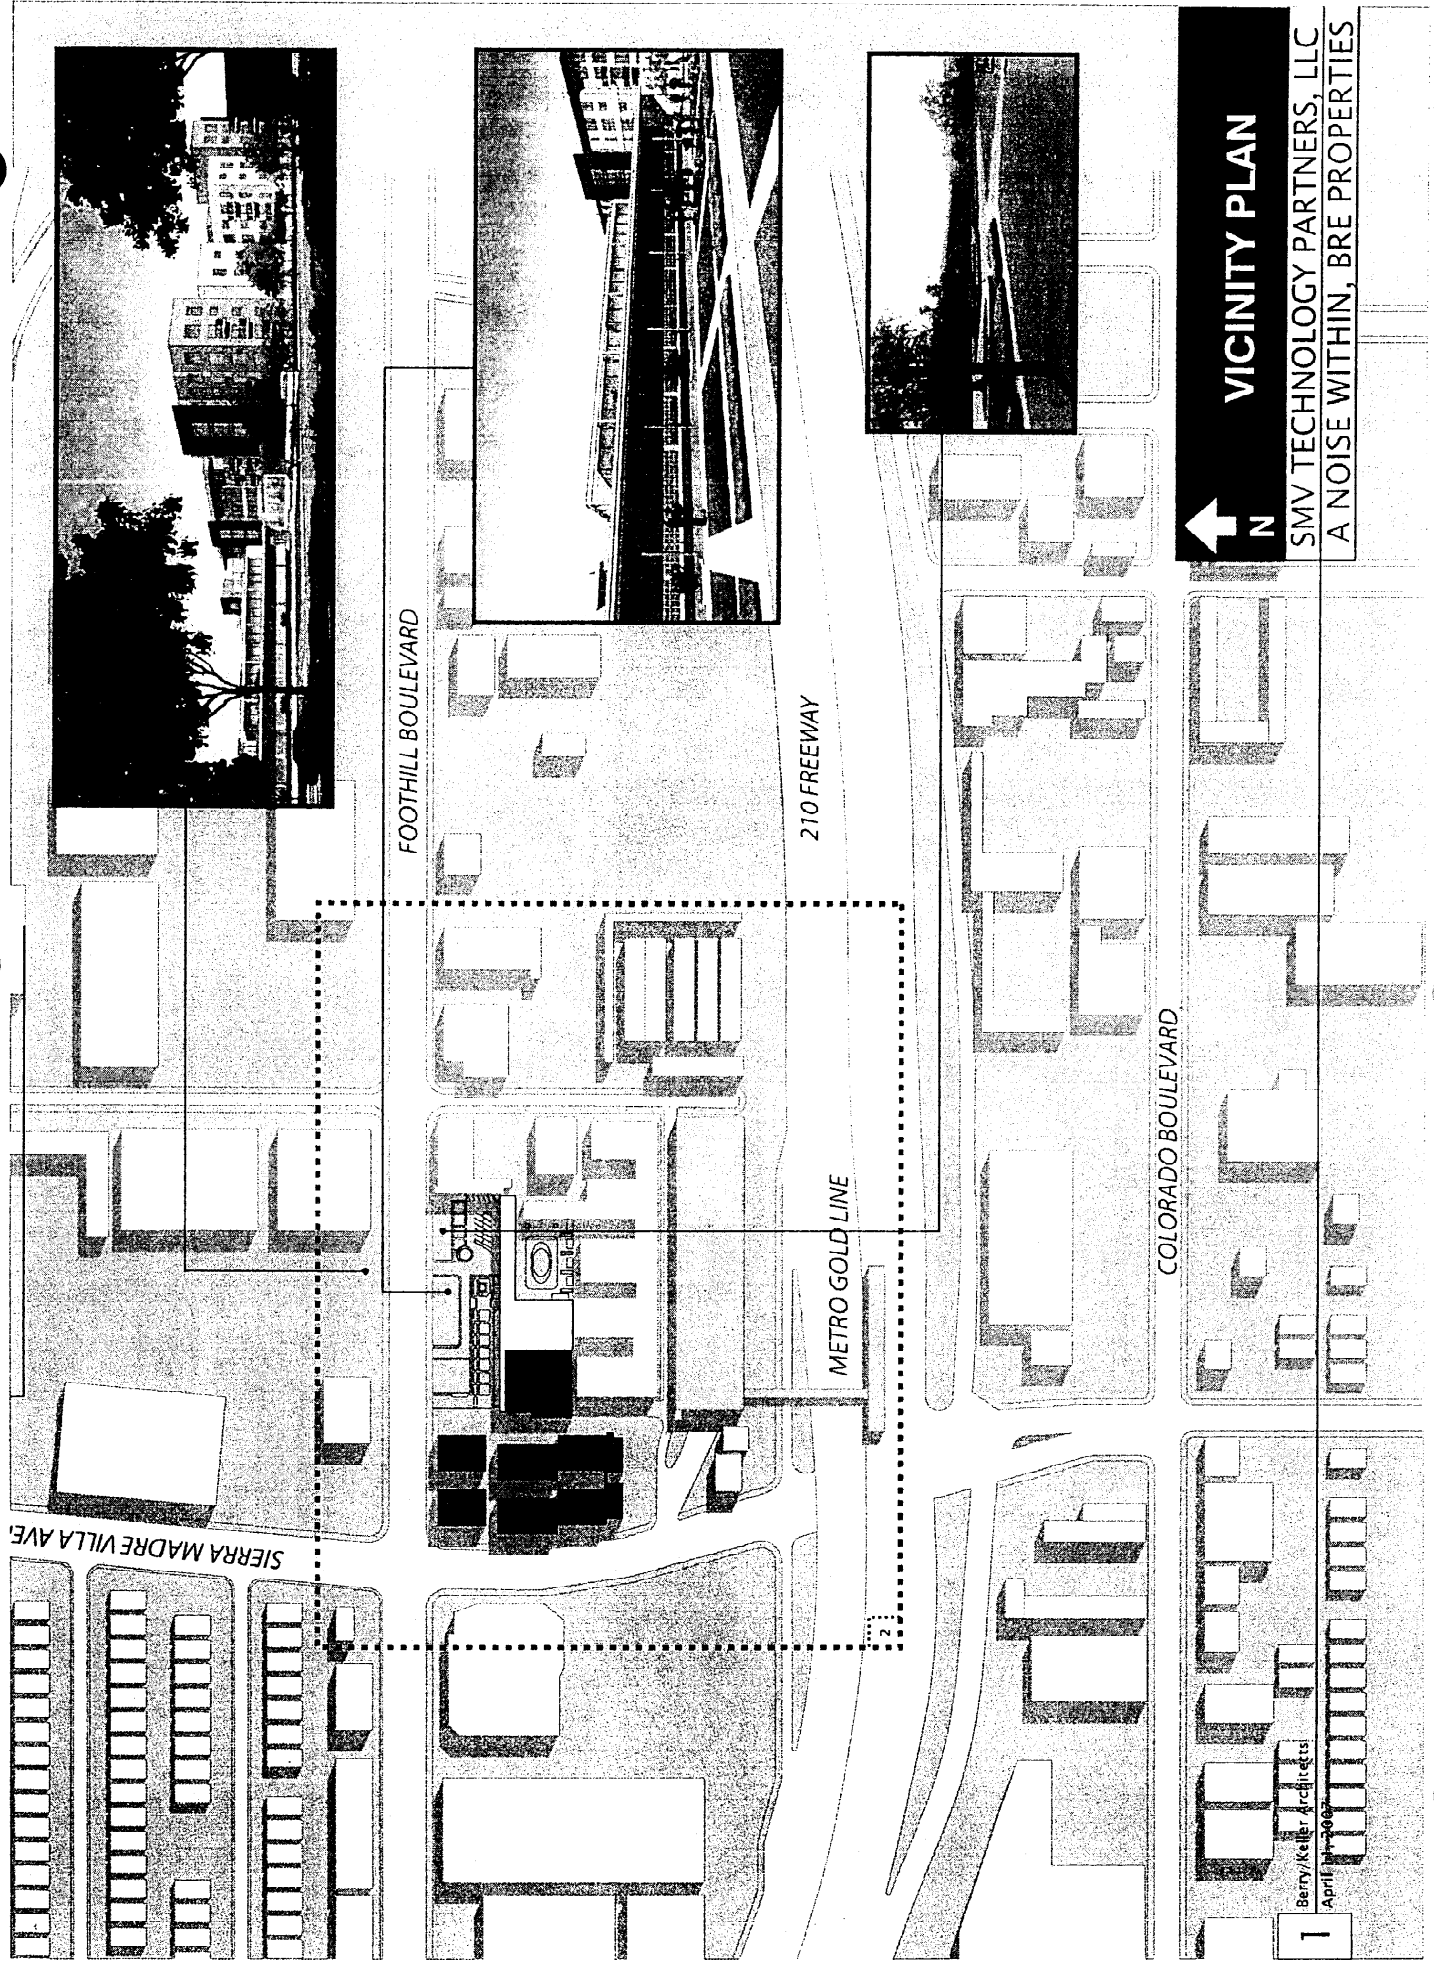 SIERRA MADRE VILLA AVE.
FOOTHILL BOULEVARD
210 FREEWAY
METRO GOLD LINE
COLORADO BOULEVARD
2
N
VICINITY PLAN
SMV TECHNOLOGY PARTNERS, LLC
A NOISE WITHIN, BRE PROPERTIES
1
Berry/Keller Architects